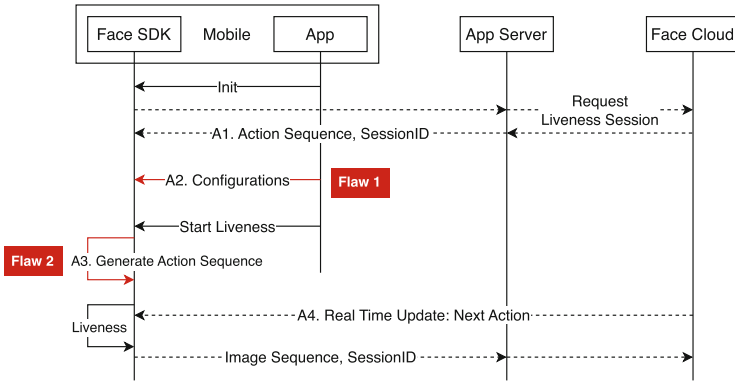 Face SDK
Mobile
App
App Server
Face Cloud
Init
Request
Liveness Session
A1. Action Sequence, SessionID
A2. Configurations
Flaw 1
Start Liveness
Flaw 2
A3. Generate Action Sequence
A4. Real Time Update: Next Action
Liveness
Image Sequence, SessionID